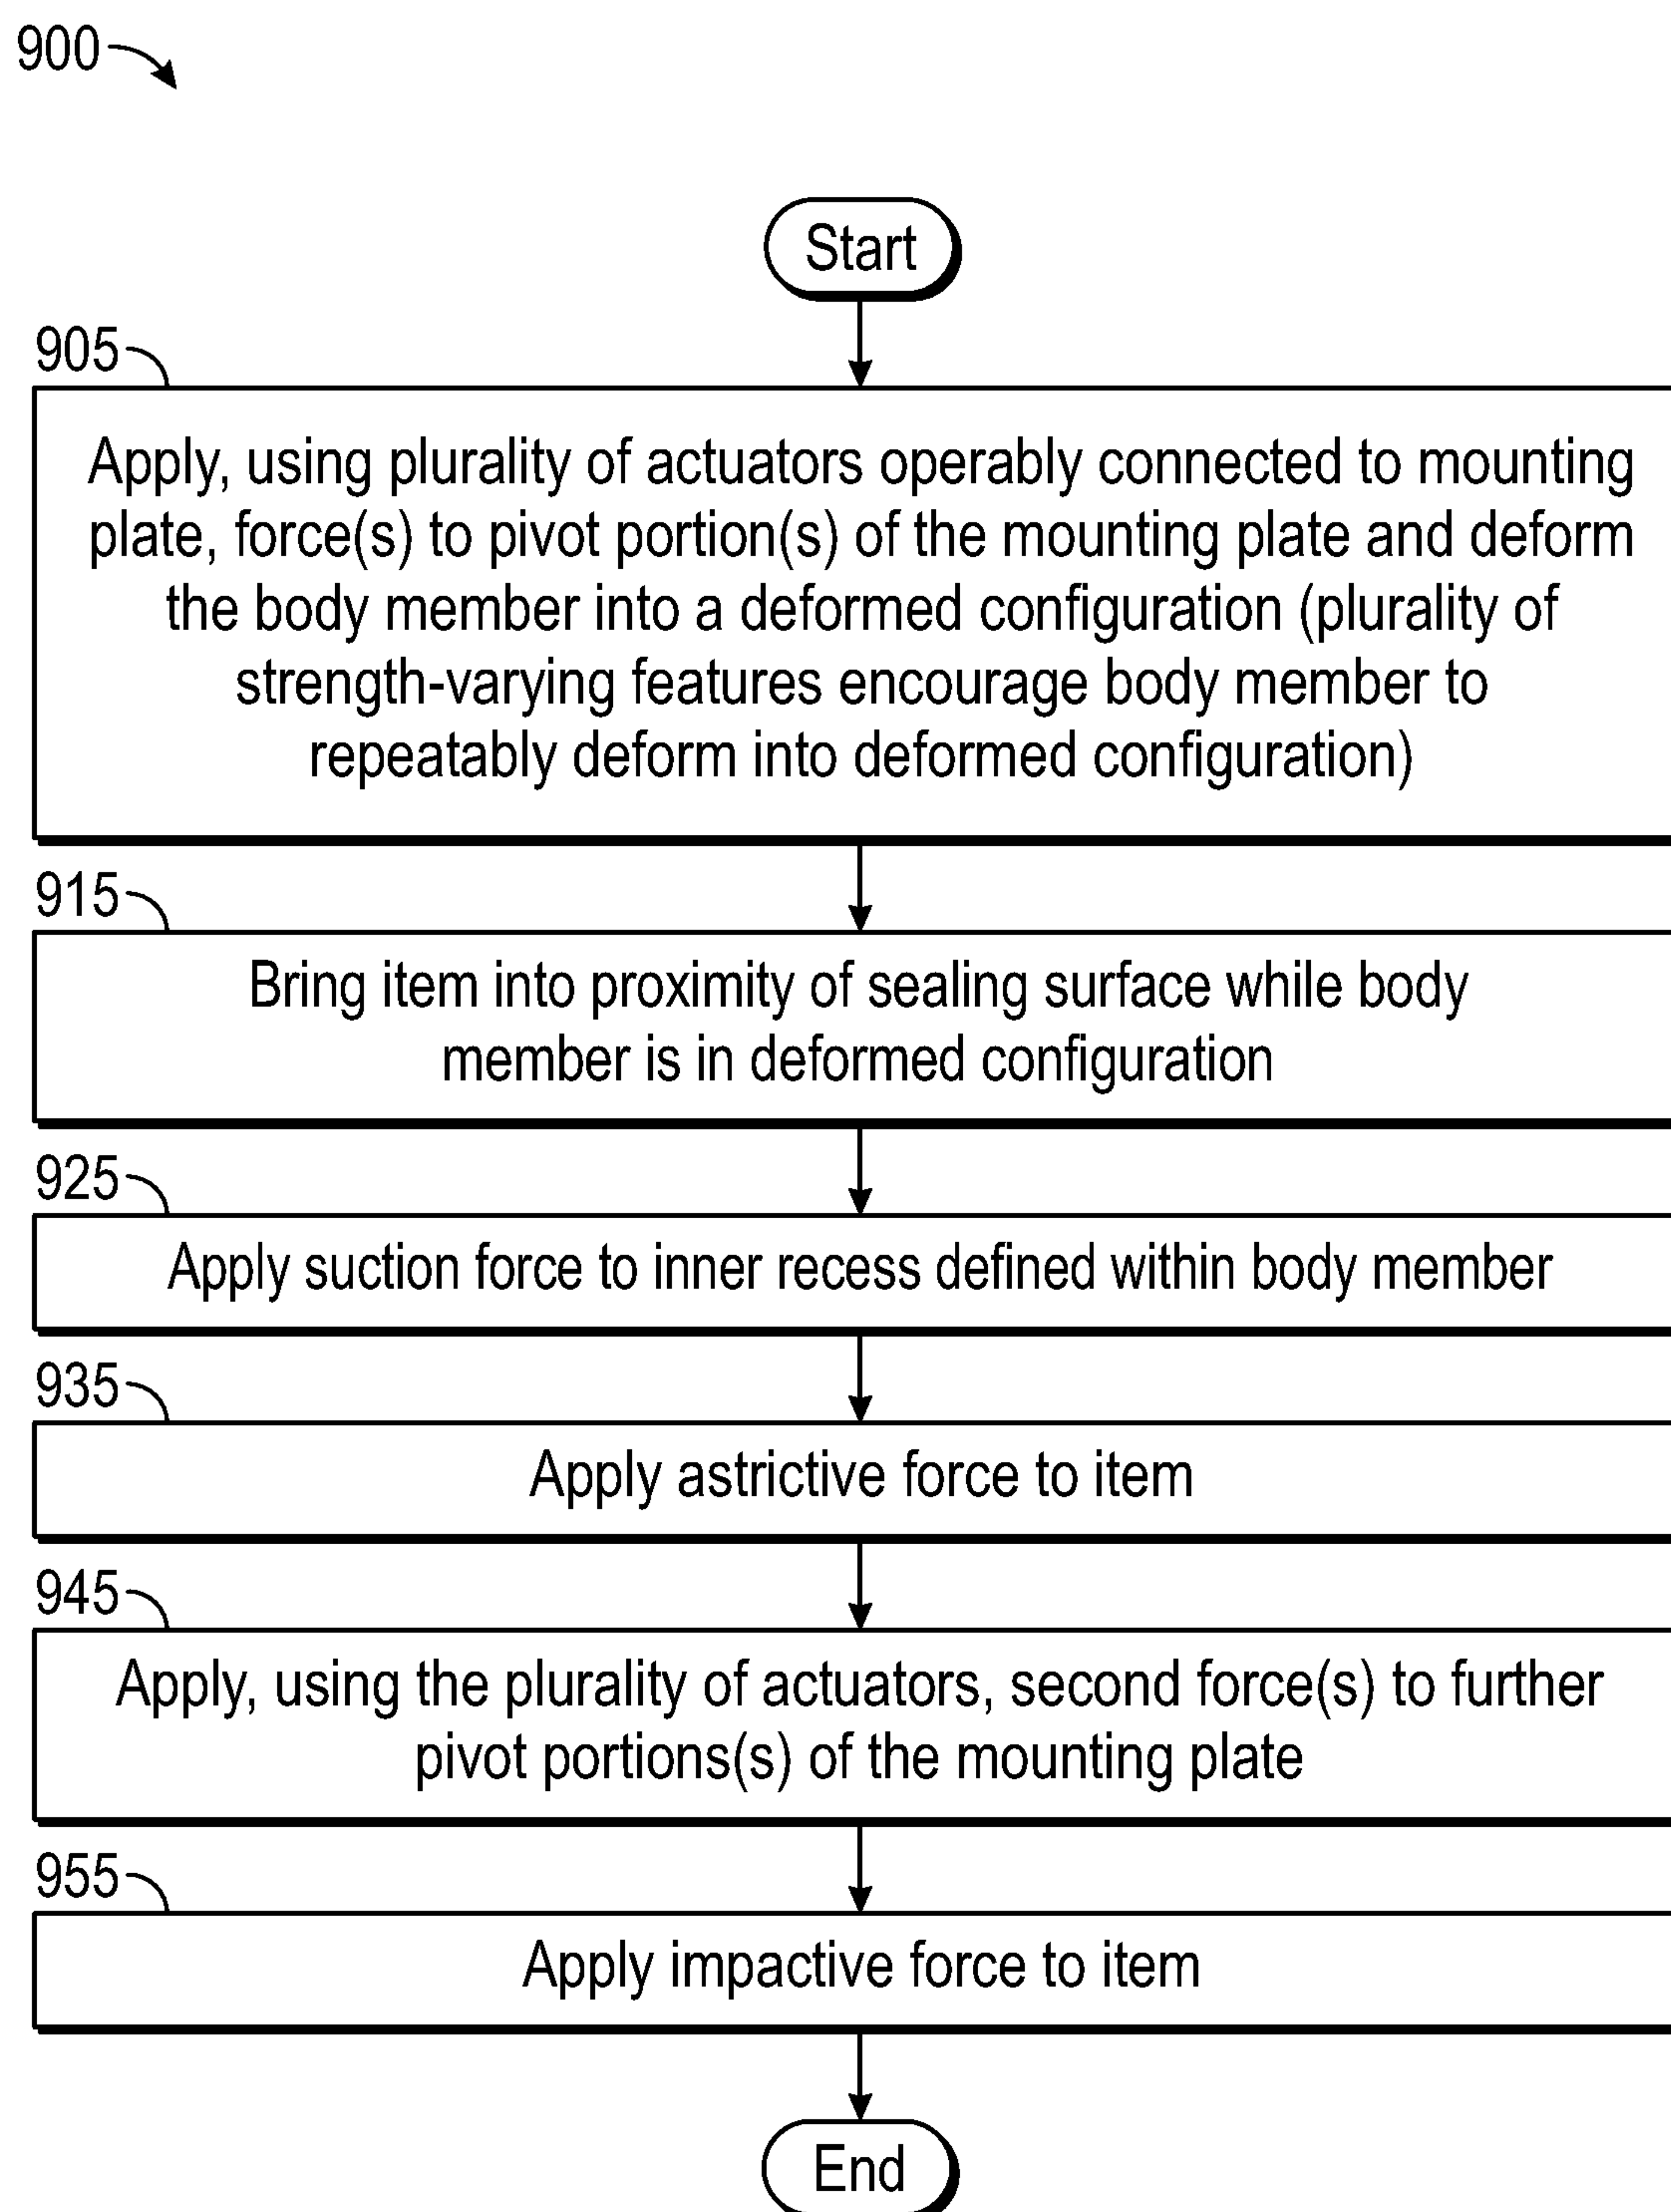 900
Start
905
Apply, using plurality of actuators operably connected to mounting
plate, force(s) to pivot portion(s) of the mounting plate and deform
the body member into a deformed configuration (plurality of
strength-varying features encourage body member to
repeatably deform into deformed configuration)
915
Bring item into proximity of sealing surface while body
member is in deformed configuration
925
Apply suction force to inner recess defined within body member
935
Apply astrictive force to item
945
Apply, using the plurality of actuators, second force(s) to further
pivot portions(s) of the mounting plate
955
Apply impactive force to item
End